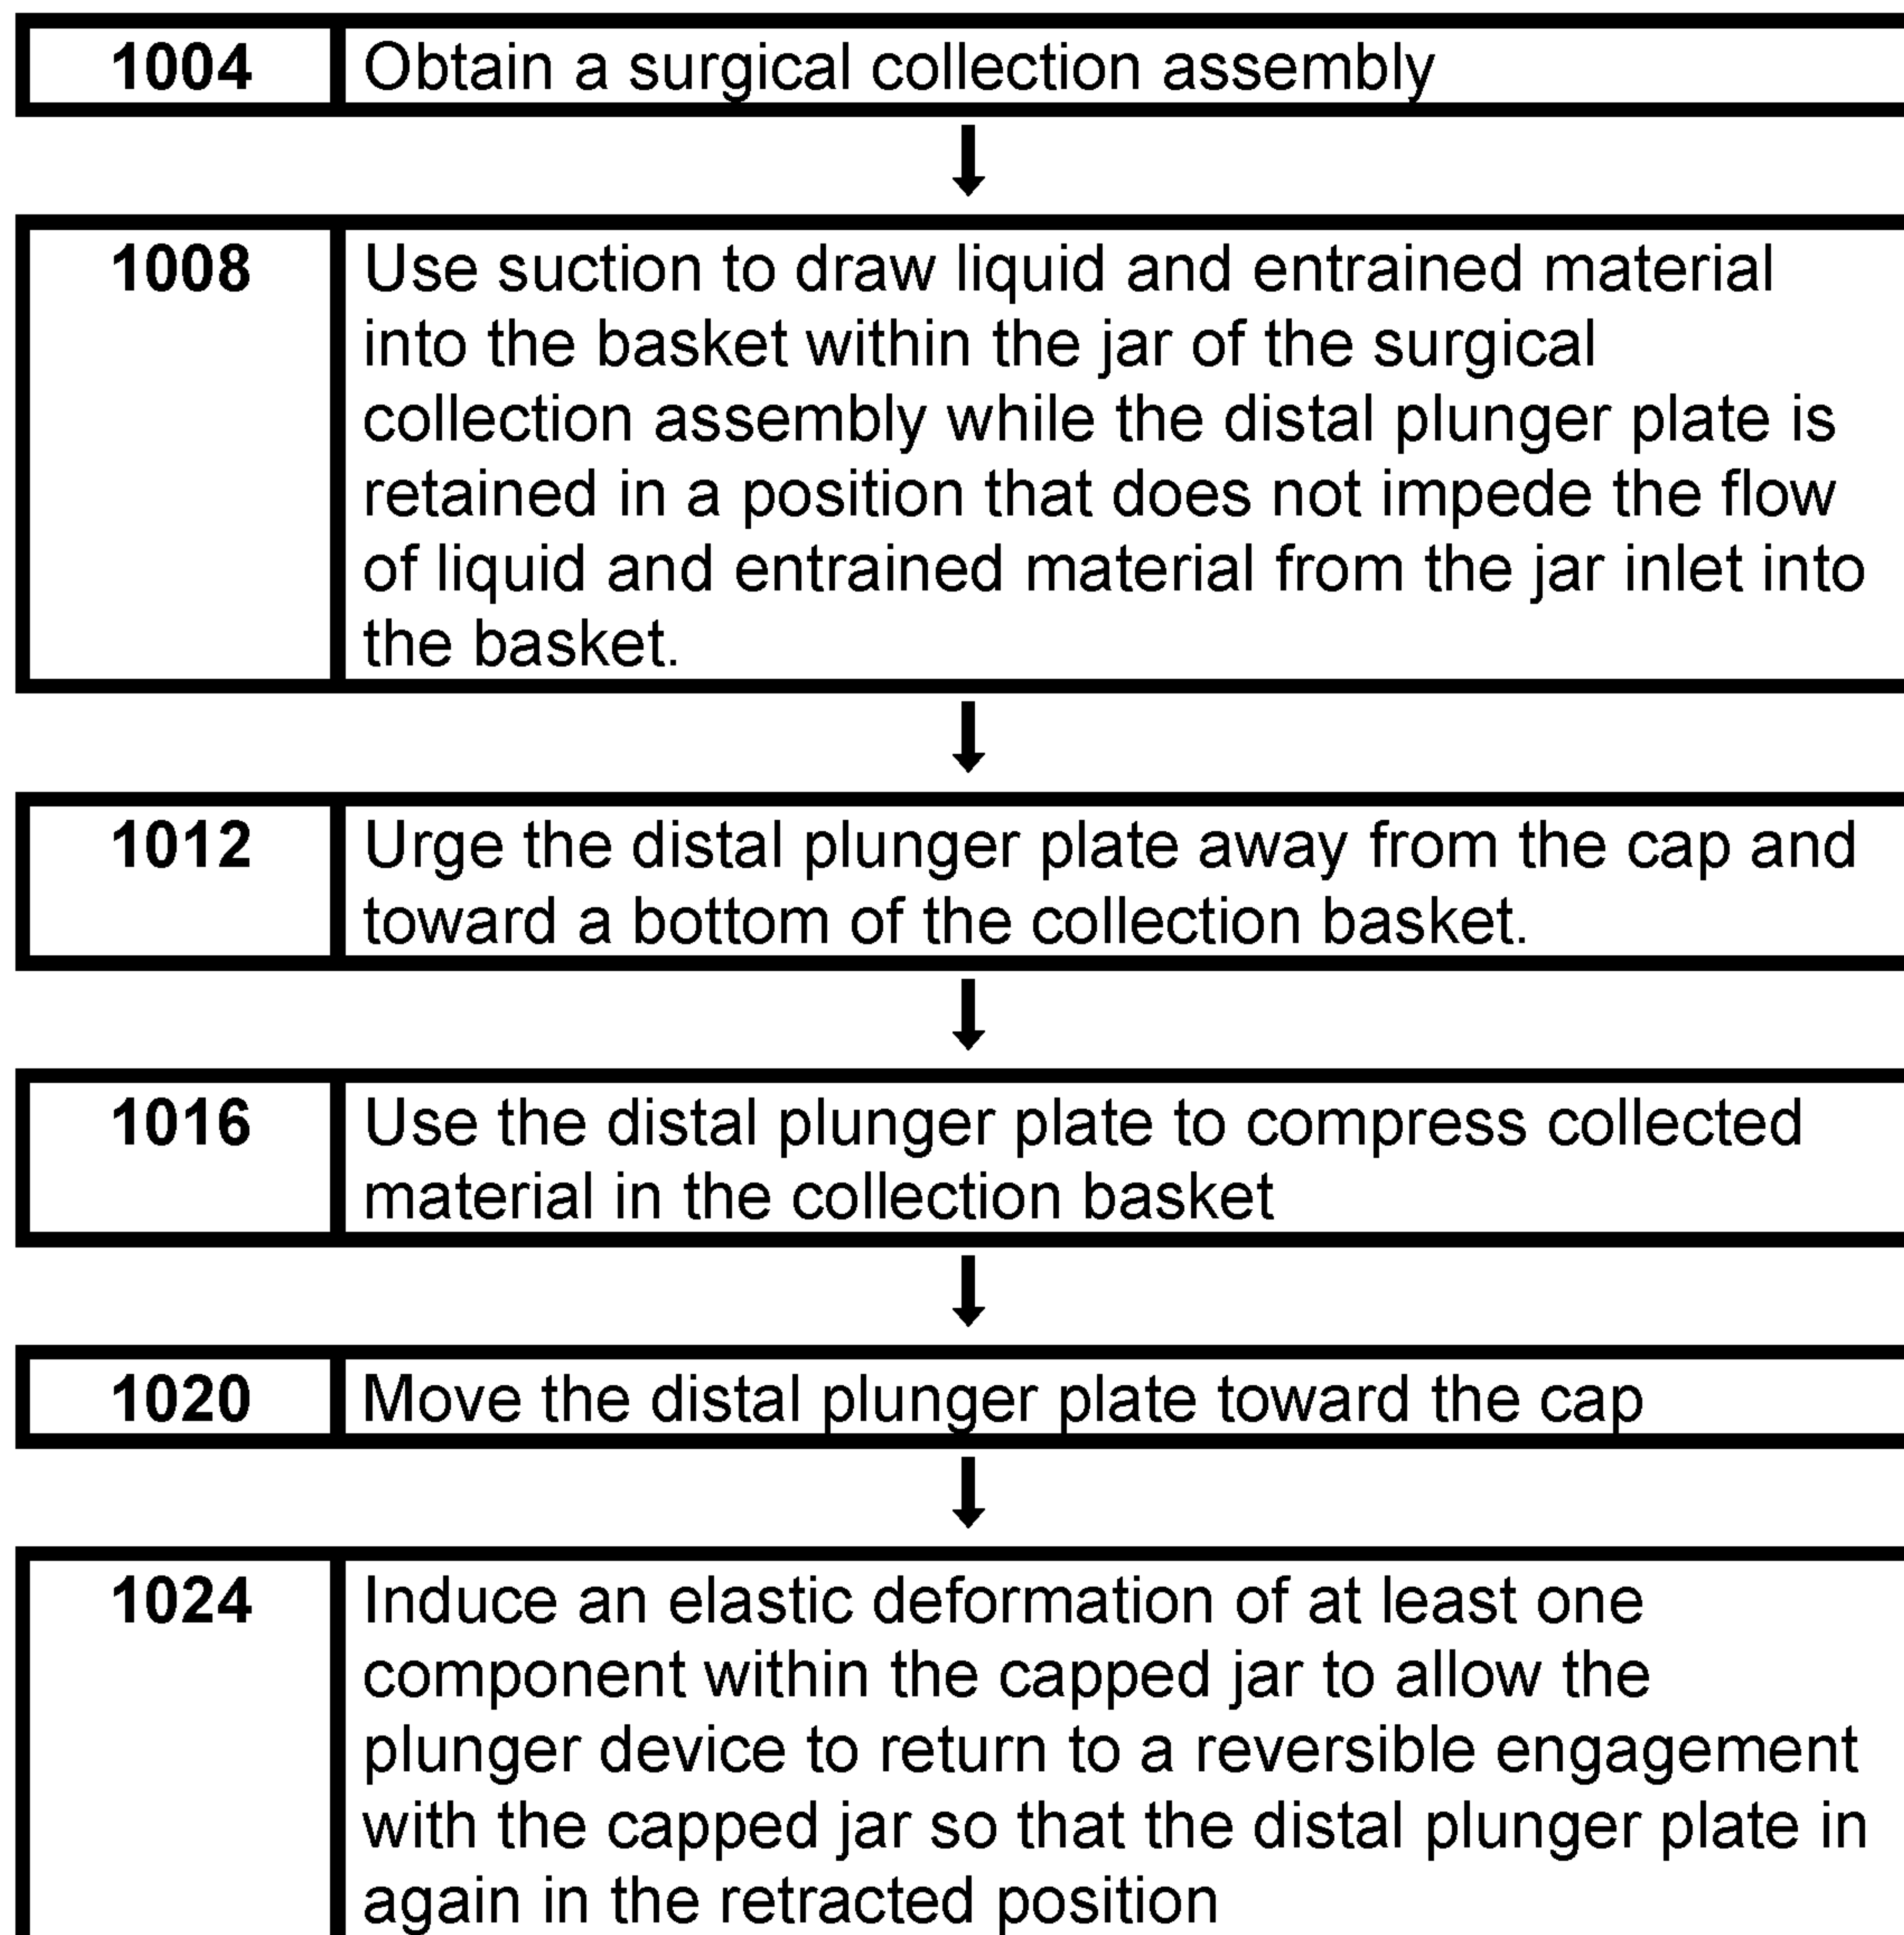 1004 Obtain a surgical collection assembly
1008 Use suction to draw liquid and entrained material
into the basket within the jar of the surgical
collection assembly while the distal plunger plate is
retained in a position that does not impede the flow
of liquid and entrained material from the jar inlet into
the basket.
1012 Urge the distal plunger plate away from the cap and
toward a bottom of the collection basket.
1016 Use the distal plunger plate to compress collected
material in the collection basket
1020 Move the distal plunger plate toward the cap
1024 Induce an elastic deformation of at least one
component within the capped jar to allow the
plunger device to return to a reversible engagement
with the capped jar so that the distal plunger plate in
again in the retracted position